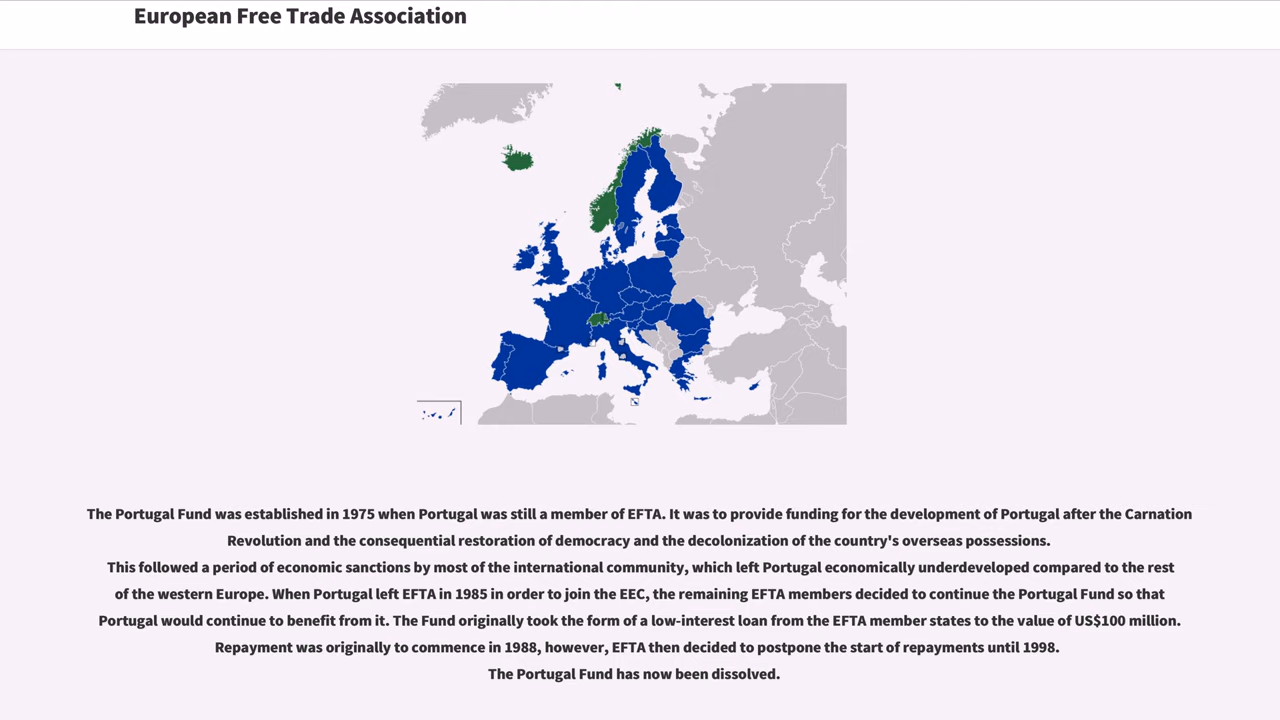 European Free Trade Association
The Portugal Fund was established in 1975 when Portugal was still a member of EFTA. It was to provide funding for the development of Portugal after the Carnation
Revolution and the consequential restoration of democracy and the decolonization of the country's overseas possessions.
This followed a period of economic sanctions by most of the international community, which left Portugal economically underdeveloped compared to the rest
of the western Europe. When Portugal left EFTA in 1985 in order to join the EEC, the remaining EFTA members decided to continue the Portugal Fund so that
Portugal would continue to benefit from it. The Fund originally took the form of a low-interest loan from the EFTA member states to the value of US$100 million.
Repayment was originally to commence in 1988, however, EFTA then decided to postpone the start of repayments until 1998.
The Portugal Fund has now been dissolved.